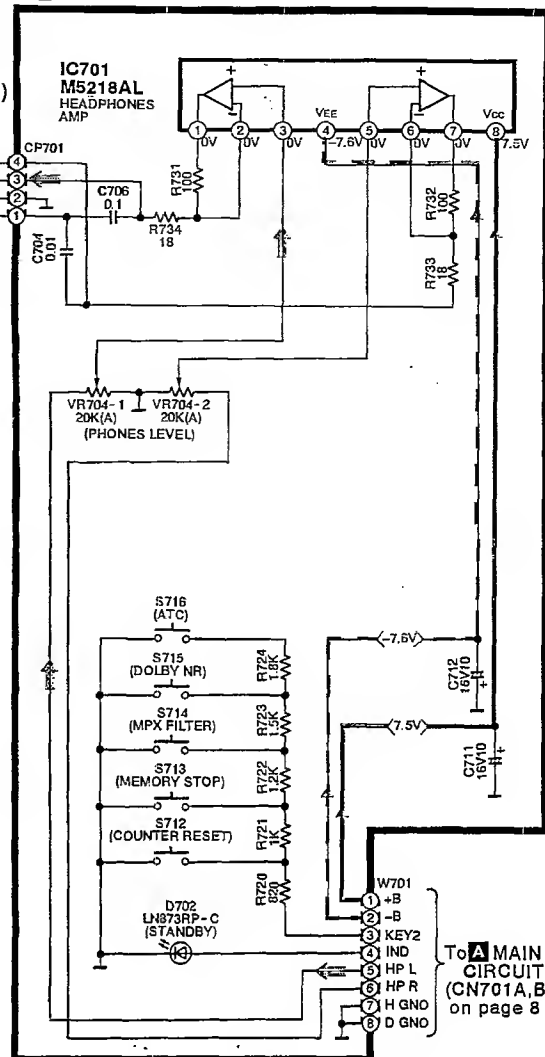 IC701
M5218AL
HEADPHONES
AMP
)
+ +
− −
VEE VCC
1 2 3 4 5 6 7 8
0V 0V 0V -7.6V 0V 0V 0V 7.5V
CP701
4
3
2
1
C706
0.1
R731
100
R734
18
C704
0.01
R732
100
R733
18
VR704-1
20K(A)
VR704-2
20K(A)
(PHONES LEVEL)
S716
(ATC)
S715
(DOLBY NR)
S714
(MPX FILTER)
S713
(MEMORY STOP)
S712
(COUNTER RESET)
R724
1.8K
R723
1.5K
R722
1.2K
R721
1K
R720
820
D702
LN873RP-C
(STANDBY)
-7.6V
7.5V
C712
16V10
+
C711
16V10
+
W701
1 +B
2 -B
3 KEY2
4 IND
5 HP L
6 HP R
7 H GND
8 D GND
To A MAIN
CIRCUIT
(CN701A,B
on page 8